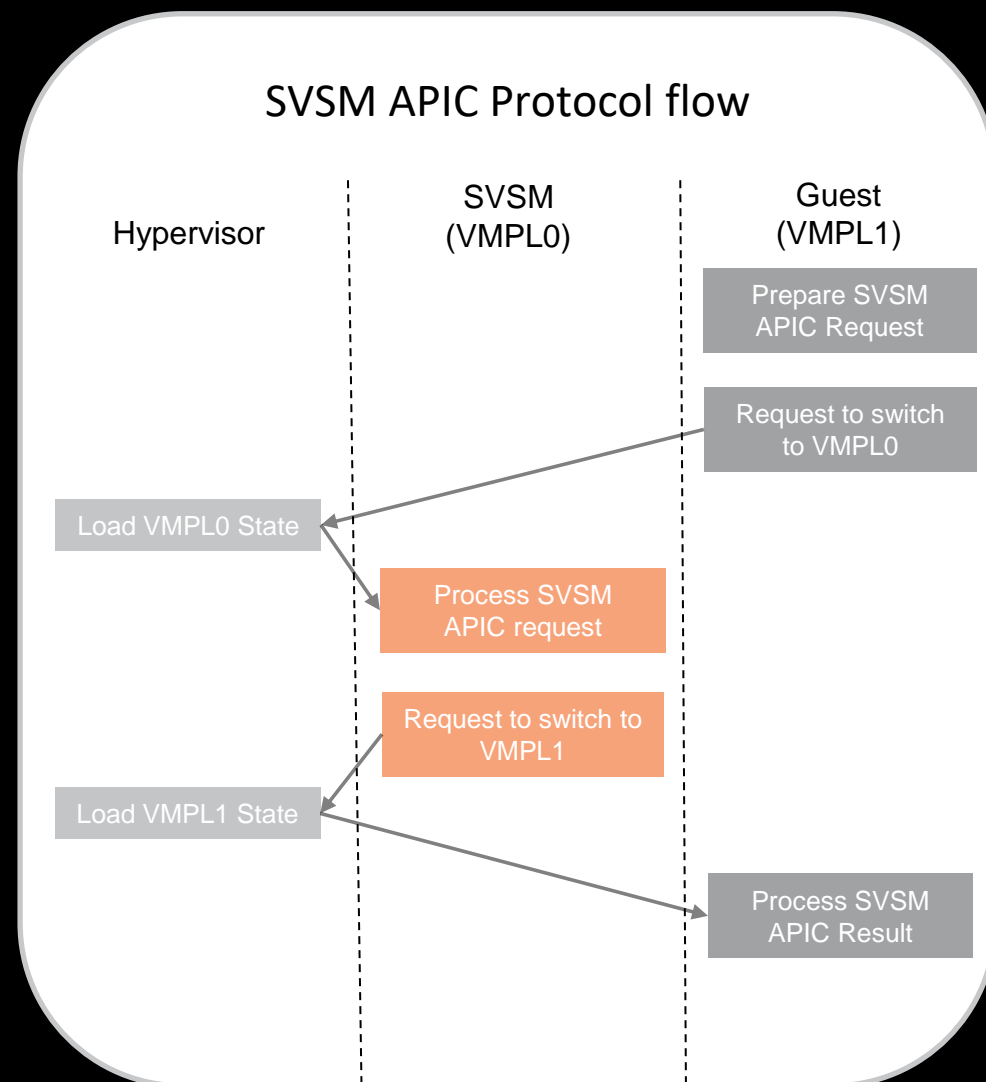 SVSM APIC Protocol flow
Hypervisor
SVSM
(VMPL0)
Guest
(VMPL1)
Prepare SVSM
APIC Request
Request to switch
to VMPL0
Load VMPL0 State
Process SVSM
APIC request
Request to switch to
VMPL1
Load VMPL1 State
Process SVSM
APIC Result